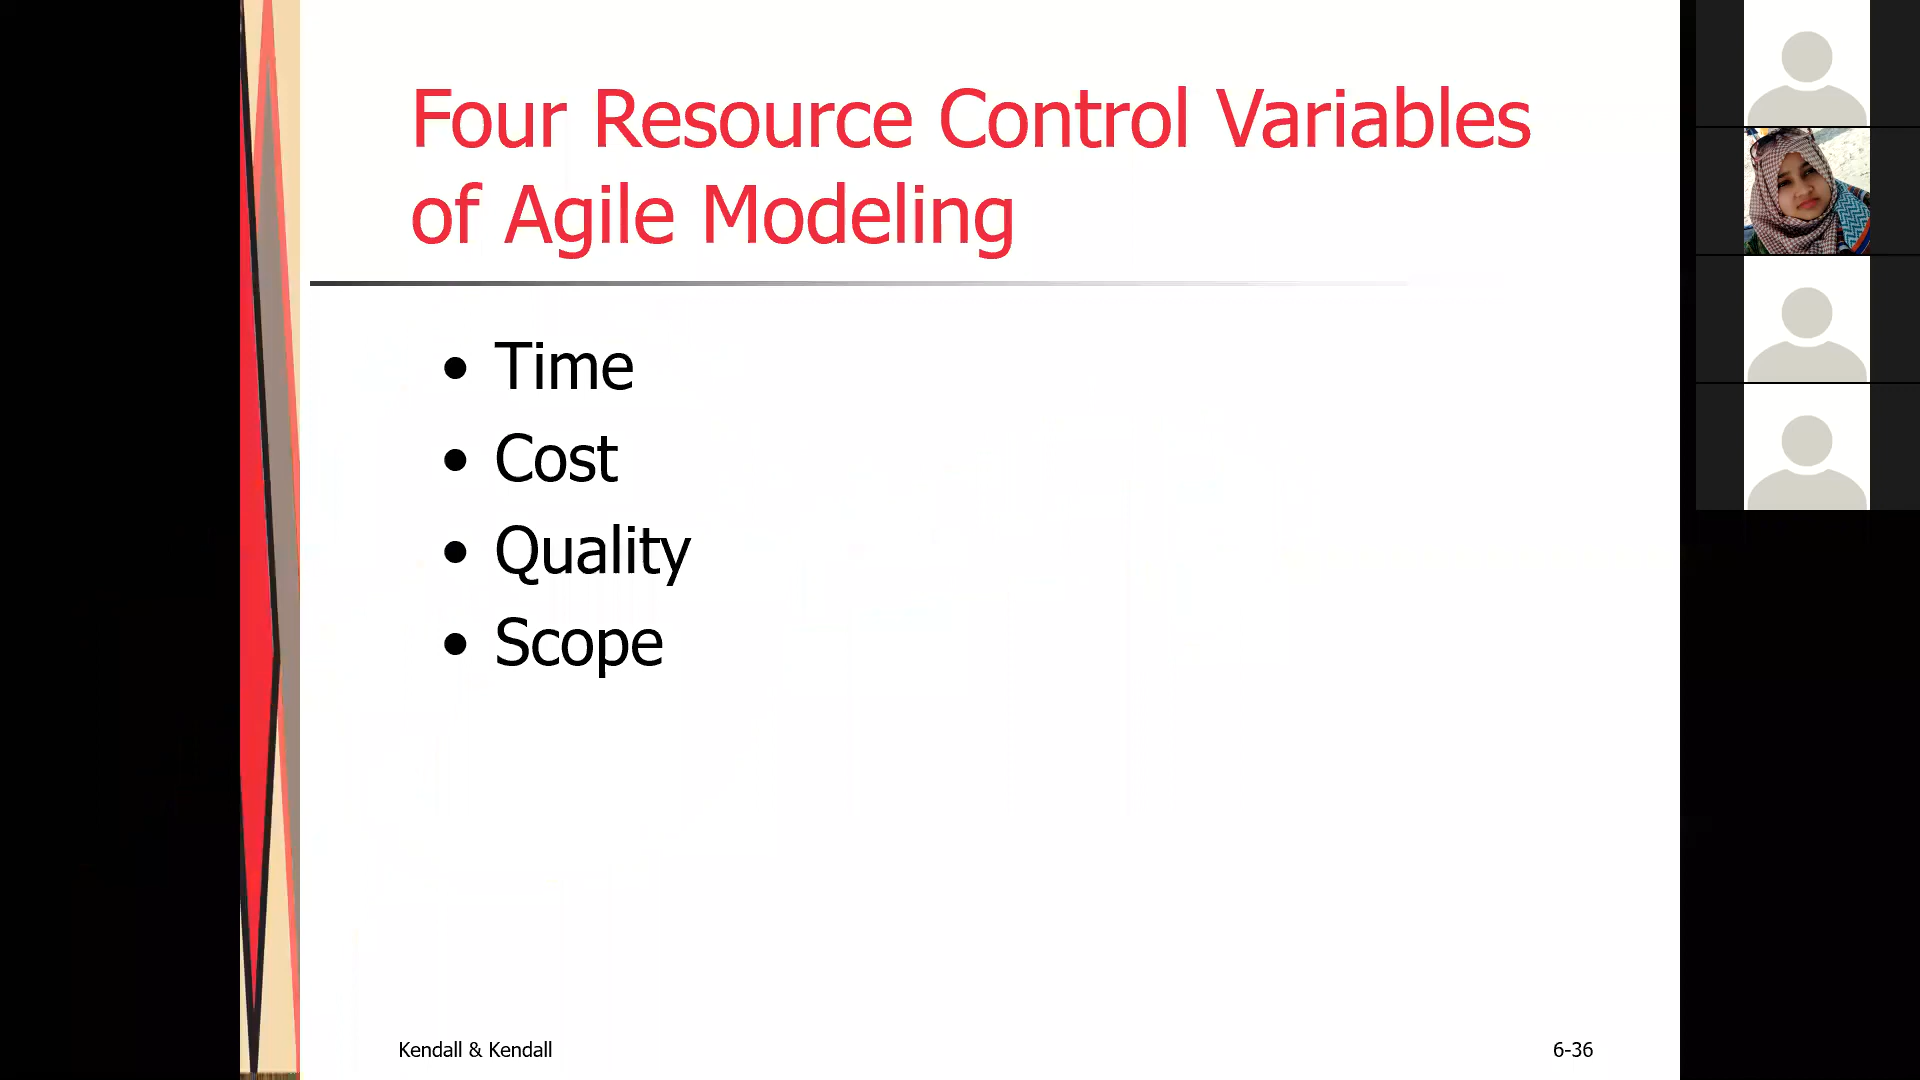 Four Resource Control Variables
of Agile Modeling
• Time
• Cost
• Quality
• Scope
Kendall & Kendall
6-36